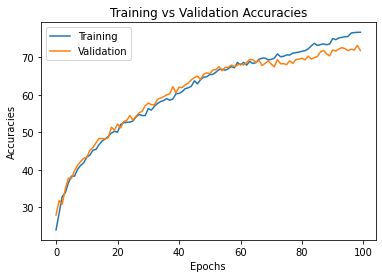 Training vs Validation Accuracies
Training
Validation
Accuracies
70
60
50
40
30
0
20
40
60
80
100
Epochs